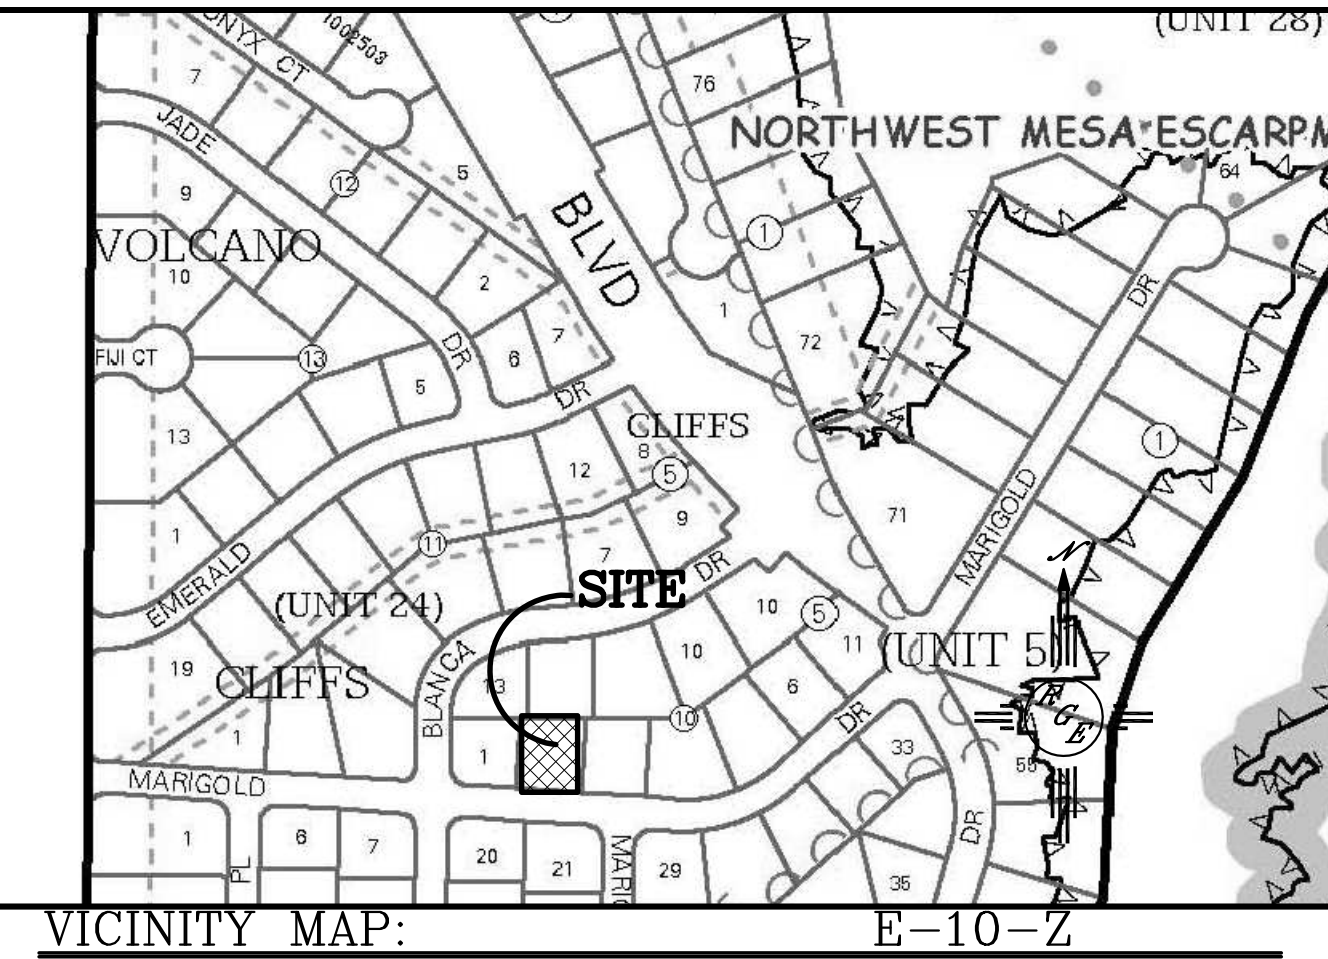 ONYX CT
1002503
(UNIT 28)
7
76
JADE
NORTHWEST MESA ESCARPM
5
12
64
9
BLVD
1
VOLCANO
10
2
DR
1
7
72
DR
FIJI CT
13
6
5
DR
CLIFFS
13
8
1
12
5
9
71
MARIGOLD
1
11
7
N
EMERALD
DR
SITE
(UNIT 24)
10
5
11
(UNIT 5)
10
19
CLIFFS
BLANCA
13
6
AGE
10
DR
1
1
33
55
MARIGOLD
DR
1
6
7
20
21
29
35
PL
MARIG
VICINITY MAP:
E-10-Z